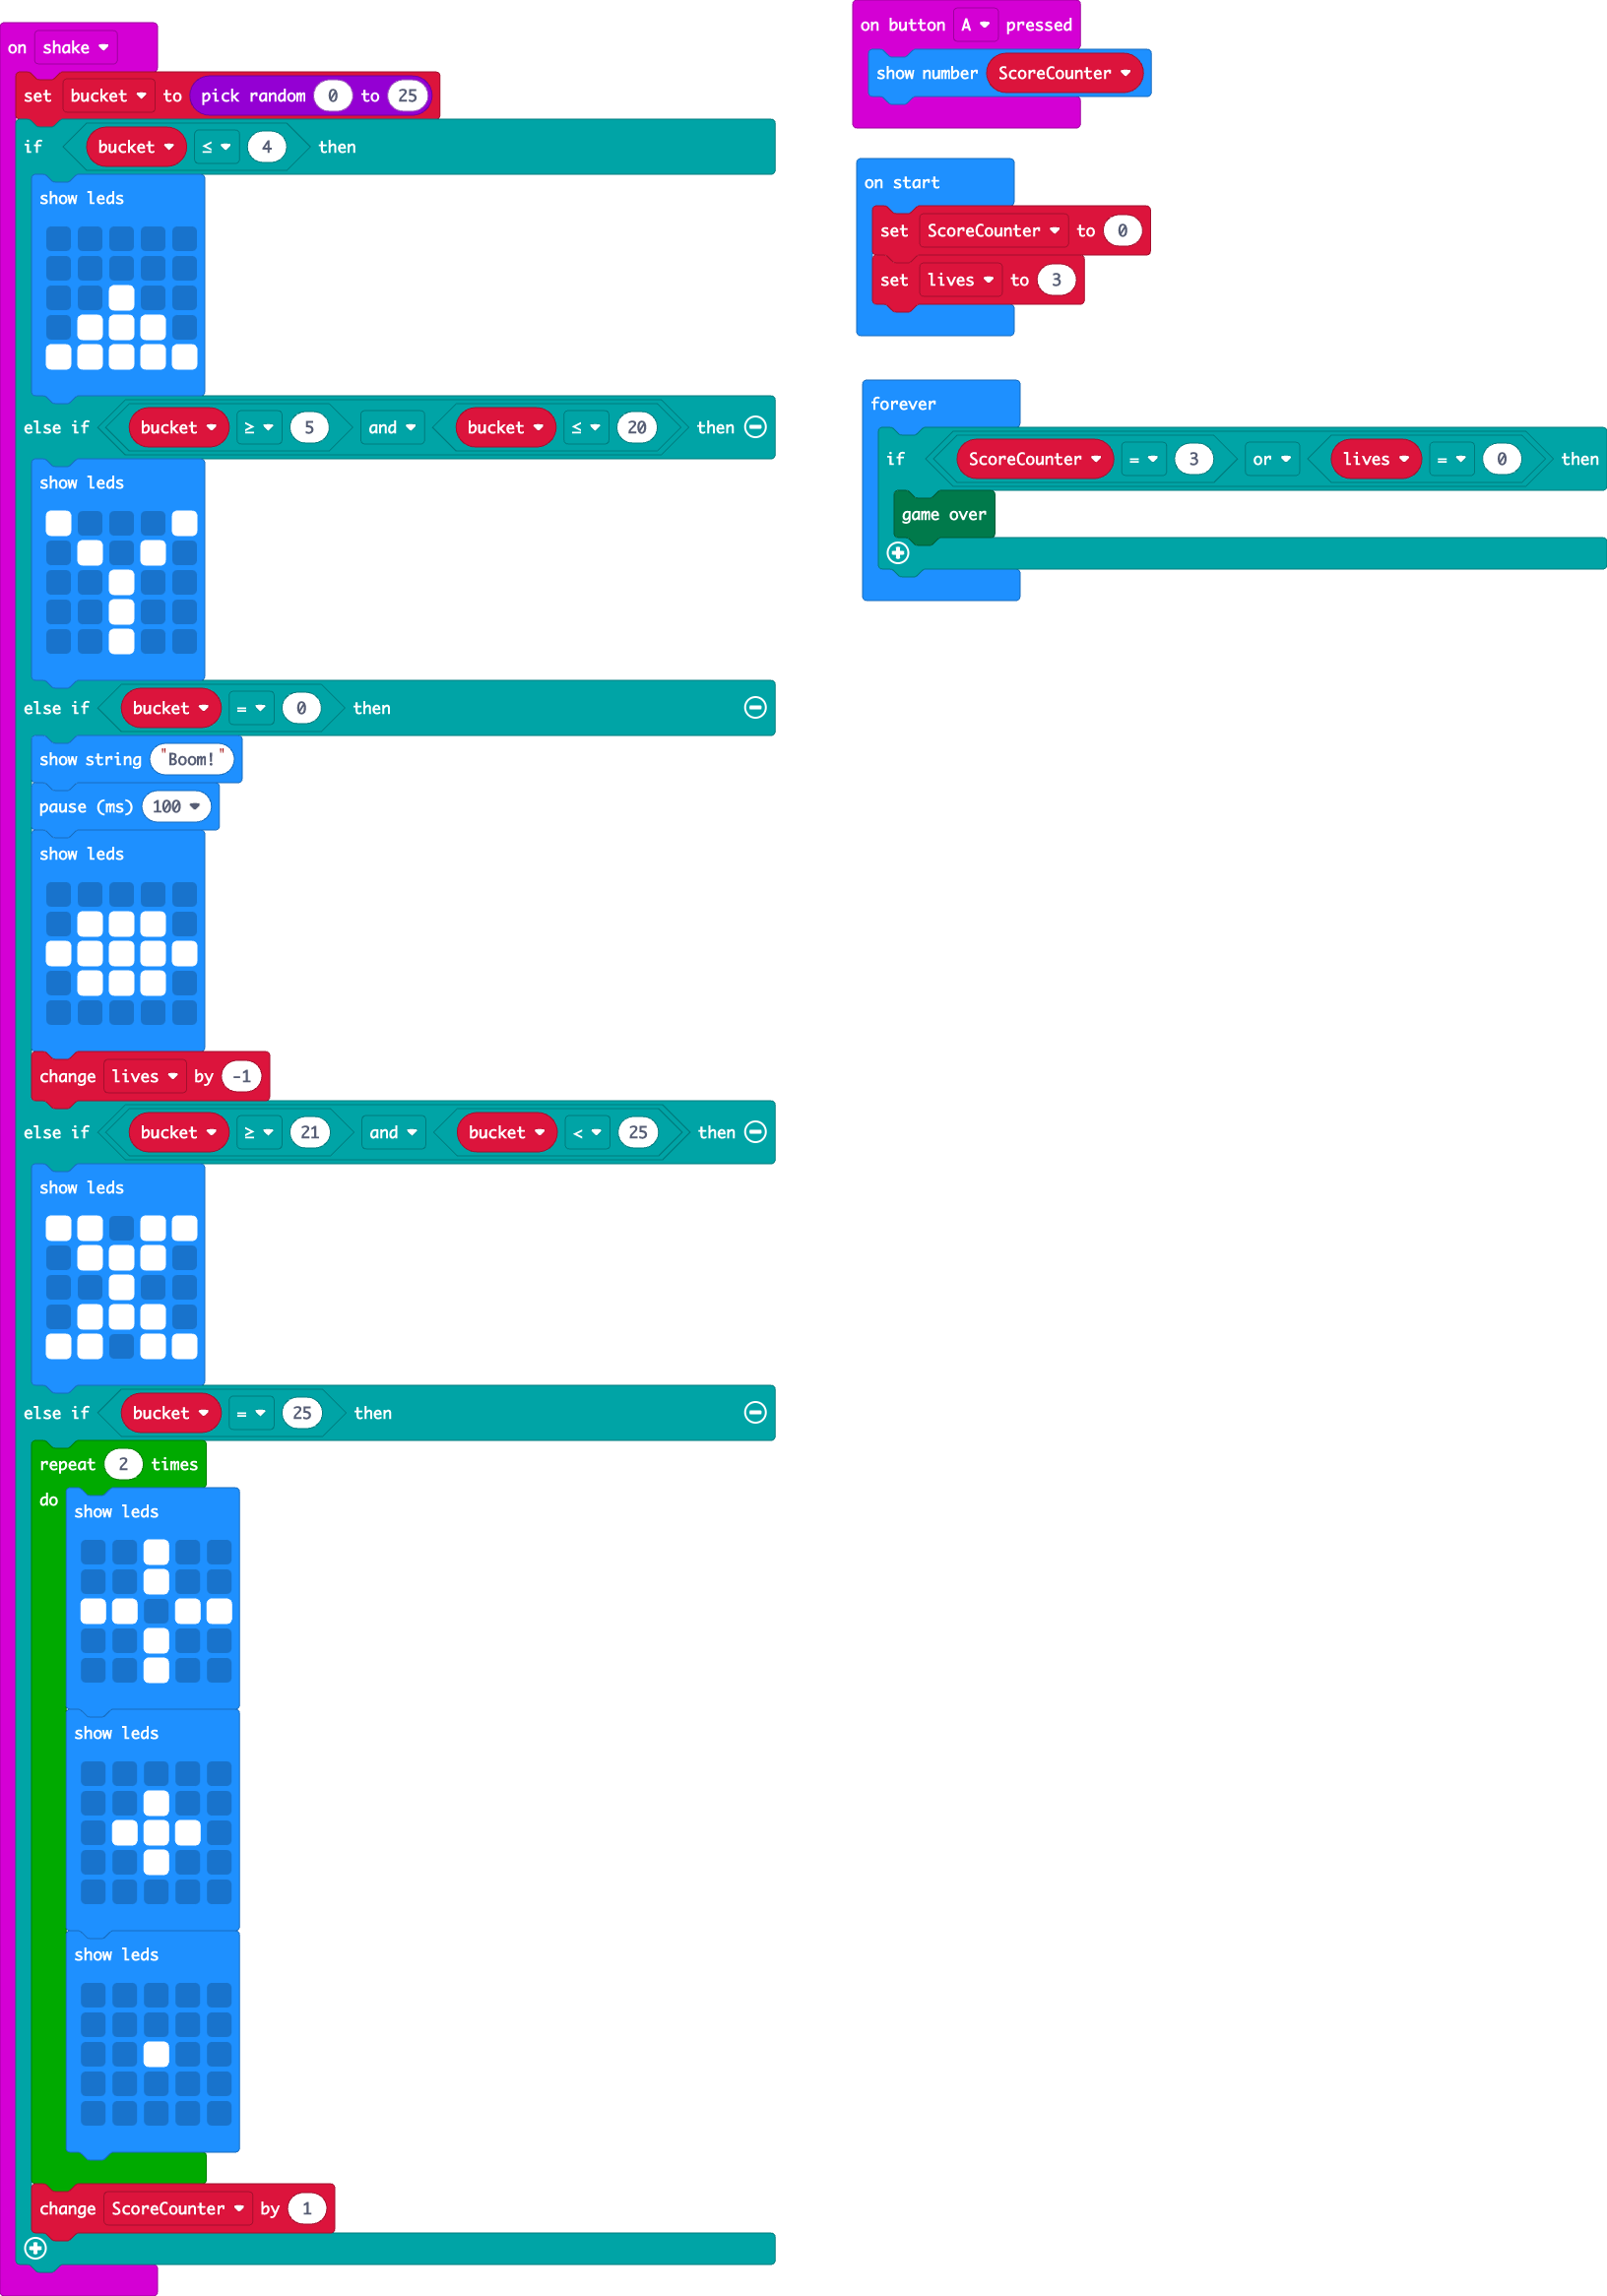 on shake
set bucket to pick random 0 to 25
if bucket ≤ 4 then
show leds
else if bucket ≥ 5 and bucket ≤ 20 then
show leds
else if bucket = 0 then
show string "Boom!"
pause (ms) 100
show leds
change lives by -1
else if bucket ≥ 21 and bucket < 25 then
show leds
else if bucket = 25 then
repeat 2 times
do
show leds
show leds
show leds
change ScoreCounter by 1
on button A pressed
show number ScoreCounter
on start
set ScoreCounter to 0
set lives to 3
forever
if ScoreCounter = 3 or lives = 0 then
game over